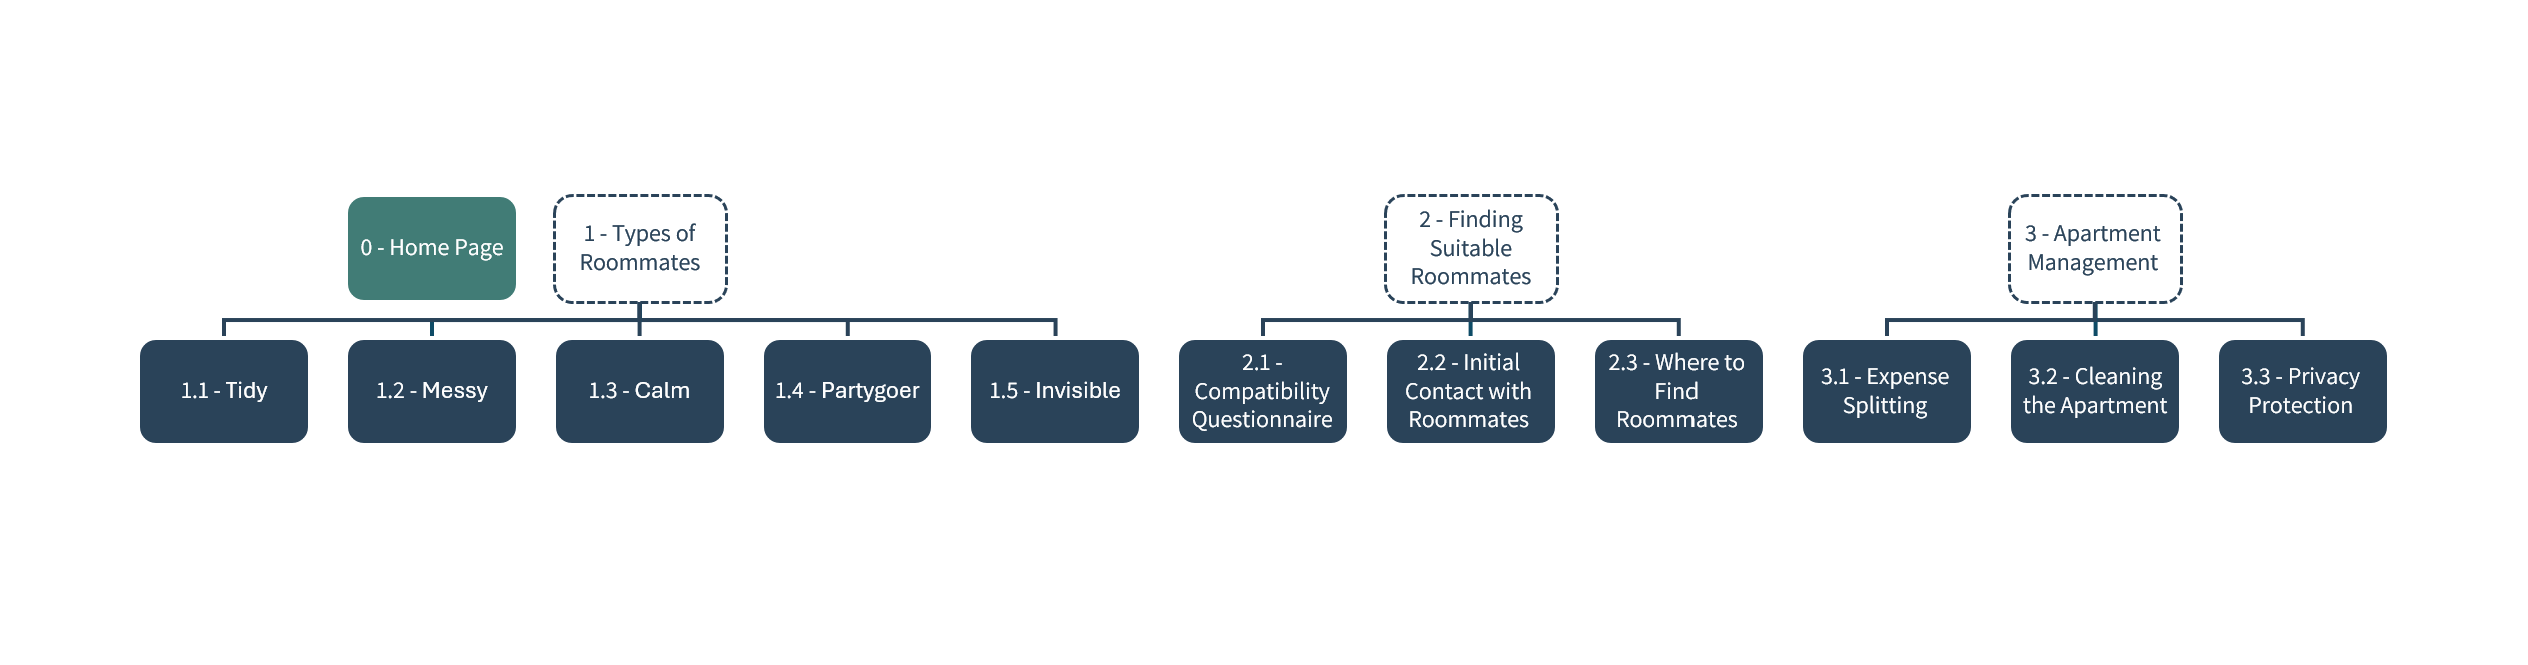 0 - Home Page
1 - Types of
Roommates
2 - Finding
Suitable
Roommates
3 - Apartment
Management
1.1 - Tidy
1.2 - Messy
1.3 - Calm
1.4 - Partygoer
1.5 - Invisible
2.1 -
Compatibility
Questionnaire
2.2 - Initial
Contact with
Roommates
2.3 - Where to
Find
Roommates
3.1 - Expense
Splitting
3.2 - Cleaning
the Apartment
3.3 - Privacy
Protection